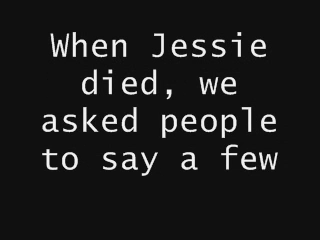 When Jessie
died, we
asked people
to say a few